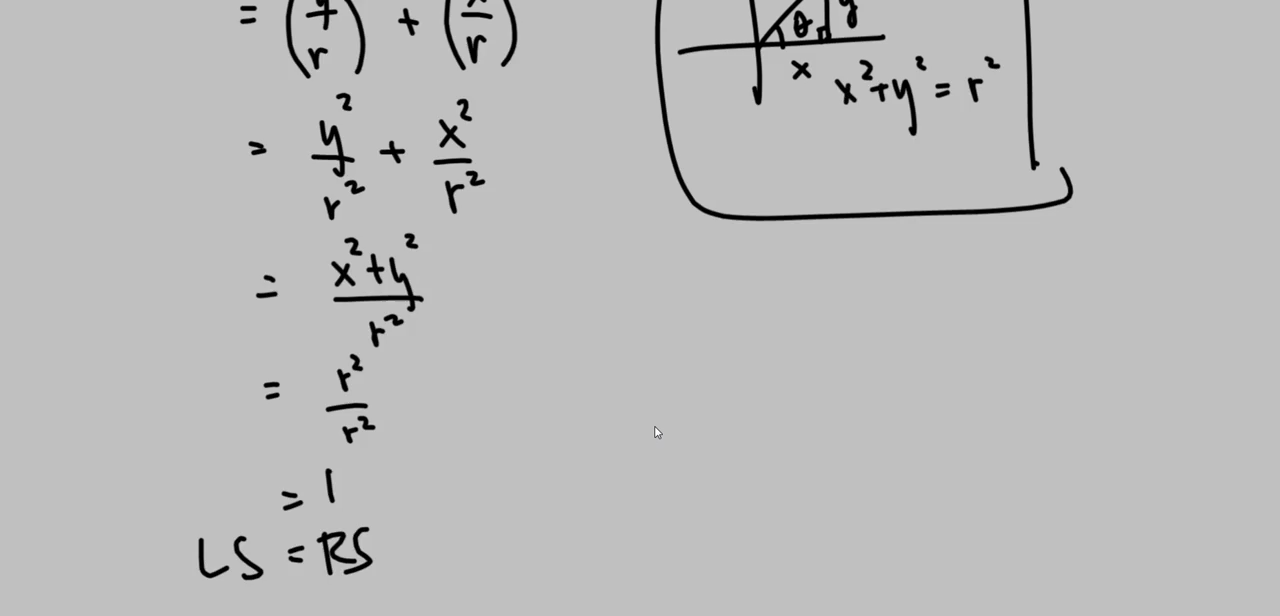 = (y/r) + (x/r)
= y²/r² + x²/r²
= x²+y²/r²
= r²/r²
= 1
LS = RS
θ y
x
x²+y² = r²